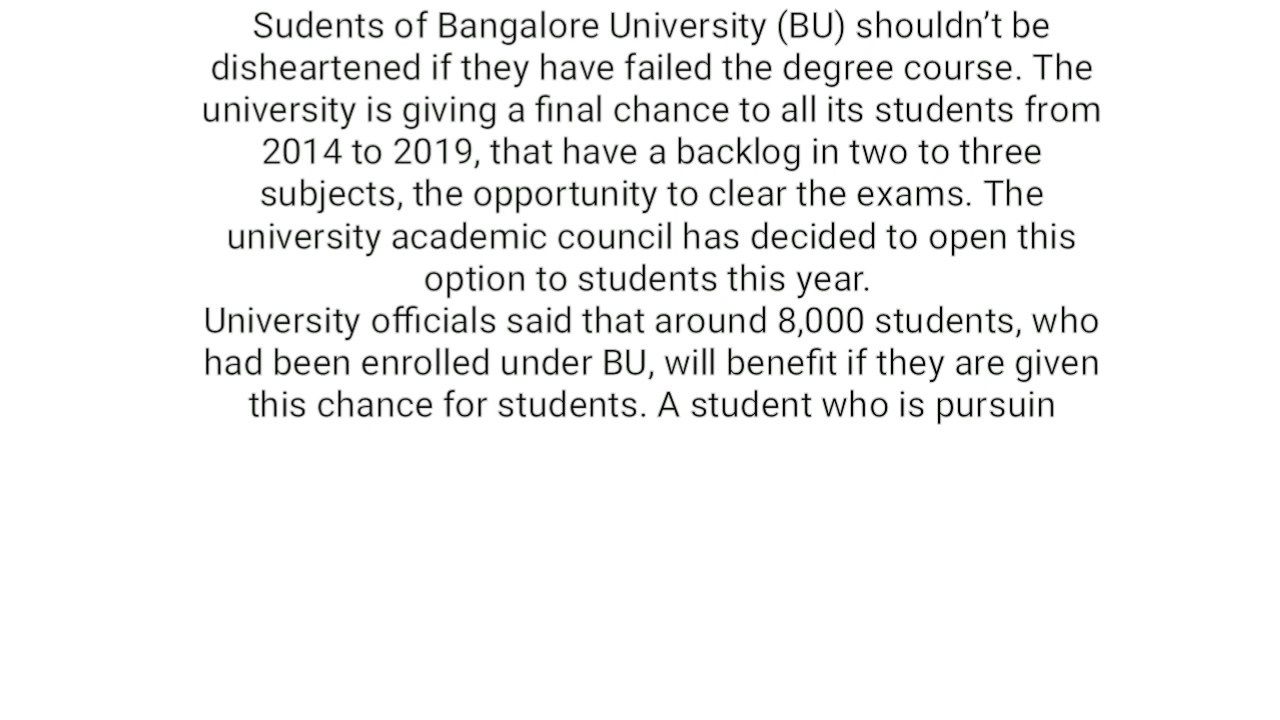 Sudents of Bangalore University (BU) shouldn’t be
disheartened if they have failed the degree course. The
university is giving a final chance to all its students from
2014 to 2019, that have a backlog in two to three
subjects, the opportunity to clear the exams. The
university academic council has decided to open this
option to students this year.
University officials said that around 8,000 students, who
had been enrolled under BU, will benefit if they are given
this chance for students. A student who is pursuin